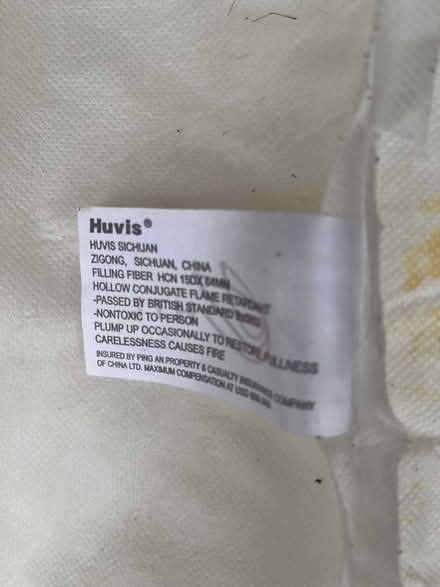 Huvis®
HUVIS SICHUAN
ZIGONG, SICHUAN, CHINA
FILLING FIBER HCN 15DX 64MM
HOLLOW CONJUGATE FLAME RETARDANT
-PASSED BY BRITISH STANDARD
-NONTOXIC TO PERSON
PLUMP UP OCCASIONALLY TO RESTORE FULLNESS
CARELESSNESS CAUSES FIRE
INSURED BY PING AN PROPERTY & CASUALTY INSURANCE COMPANY
OF CHINA LTD. MAXIMUM COMPENSATION AT USD